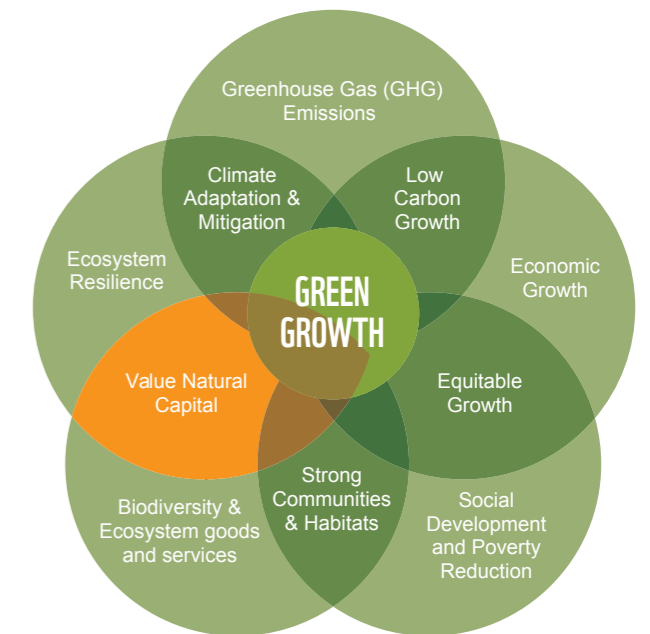 Greenhouse Gas (GHG)
Emissions
Climate
Adaptation &
Mitigation
Low
Carbon
Growth
Ecosystem
Resilience
GREEN
GROWTH
Economic
Growth
Value Natural
Capital
Equitable
Growth
Strong
Communities
& Habitats
Biodiversity &
Ecosystem goods
and services
Social
Development
and Poverty
Reduction